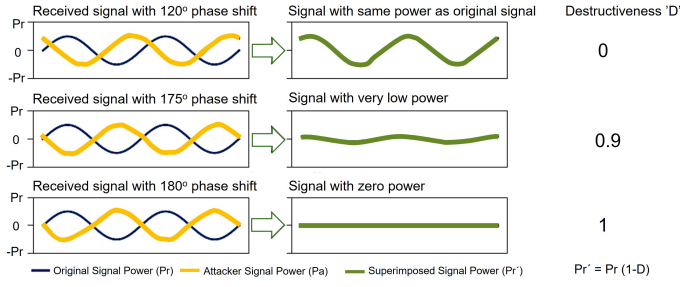 Received signal with 120º phase shift
Signal with same power as original signal
Destructiveness 'D'
Pr
0
-Pr
0
Received signal with 175º phase shift
Signal with very low power
Pr
0
-Pr
0.9
Received signal with 180º phase shift
Signal with zero power
Pr
0
-Pr
1
Original Signal Power (Pr)
Attacker Signal Power (Pa)
Superimposed Signal Power (Pr´)
Pr´ = Pr (1-D)